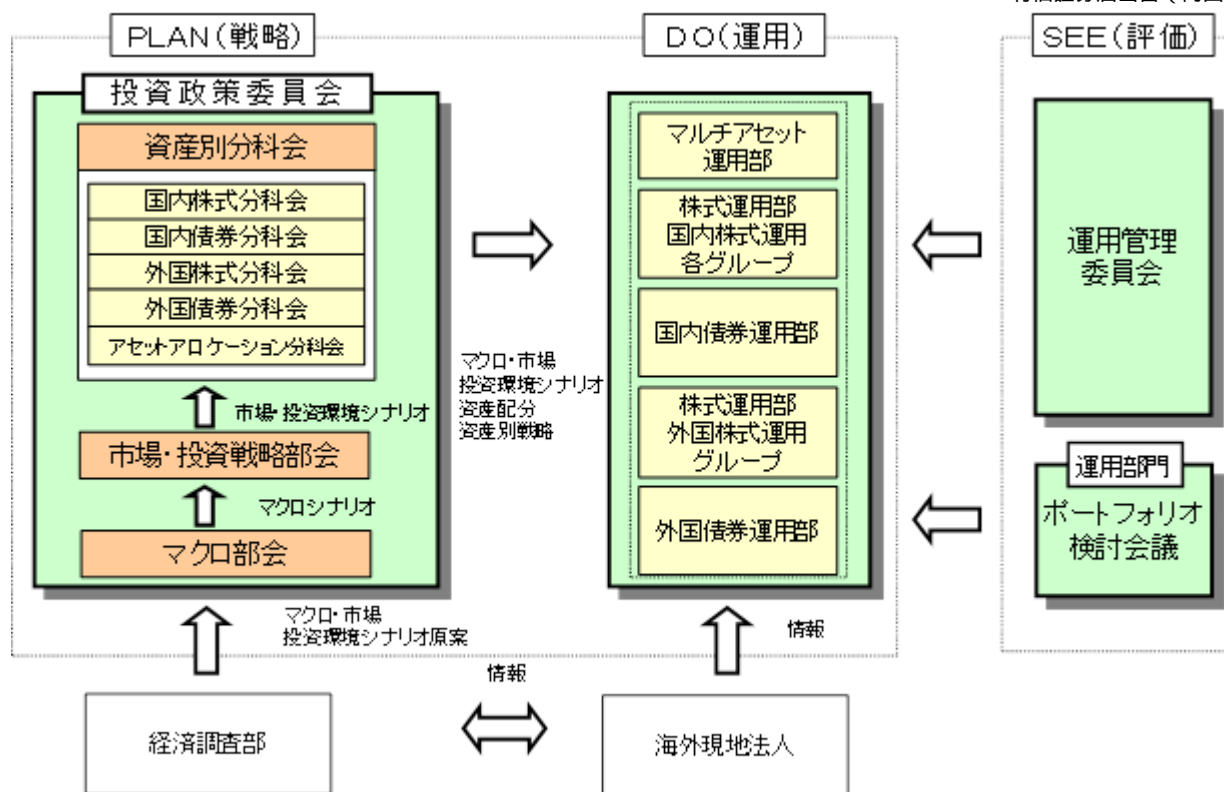 PLAN(戦略)
投資政策委員会
資産別分科会
国内株式分科会
国内債券分科会
外国株式分科会
外国債券分科会
アセットアロケーション分科会
市場・投資環境シナリオ
市場・投資戦略部会
マクロシナリオ
マクロ部会
マクロ・市場
投資環境シナリオ原案
経済調査部
マクロ・市場
投資環境シナリオ
資産配分
資産別戦略
情報
DO(運用)
マルチアセット
運用部
株式運用部
国内株式運用
各グループ
国内債券運用部
株式運用部
外国株式運用
グループ
外国債券運用部
情報
海外現地法人
SEE(評価)
運用管理
委員会
運用部門
ポートフォリオ
検討会議